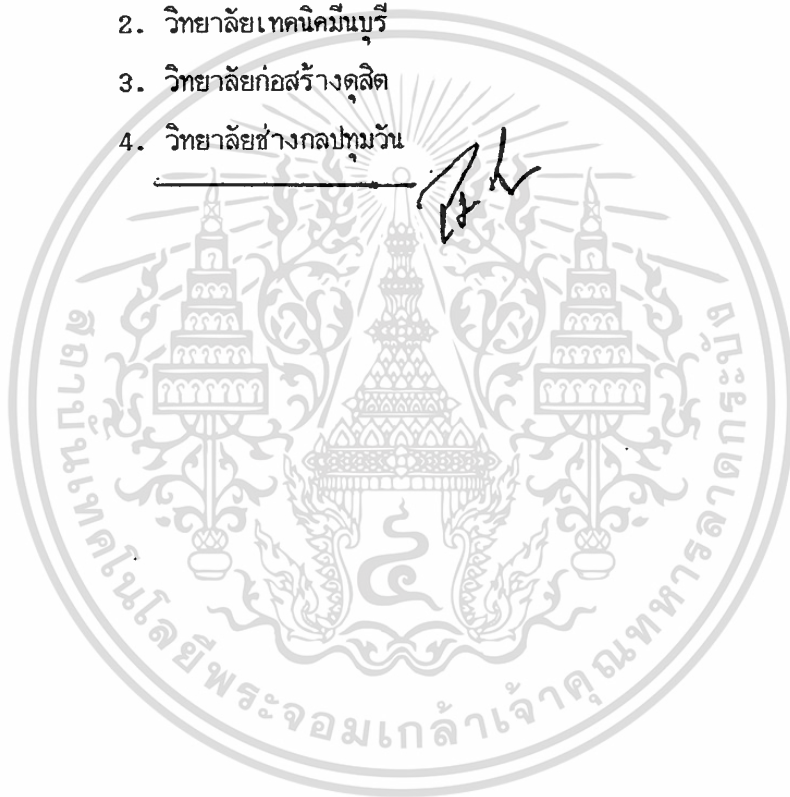 2. วิทยาลัยเทคนิคมีนบุรี
3. วิทยาลัยก่อสร้างดุสิต
4. วิทยาลัยช่างกลปทุมวัน
สถาบันเทคโนโลยีพระจอมเกล้าเจ้าคุณทหารลาดกระบัง